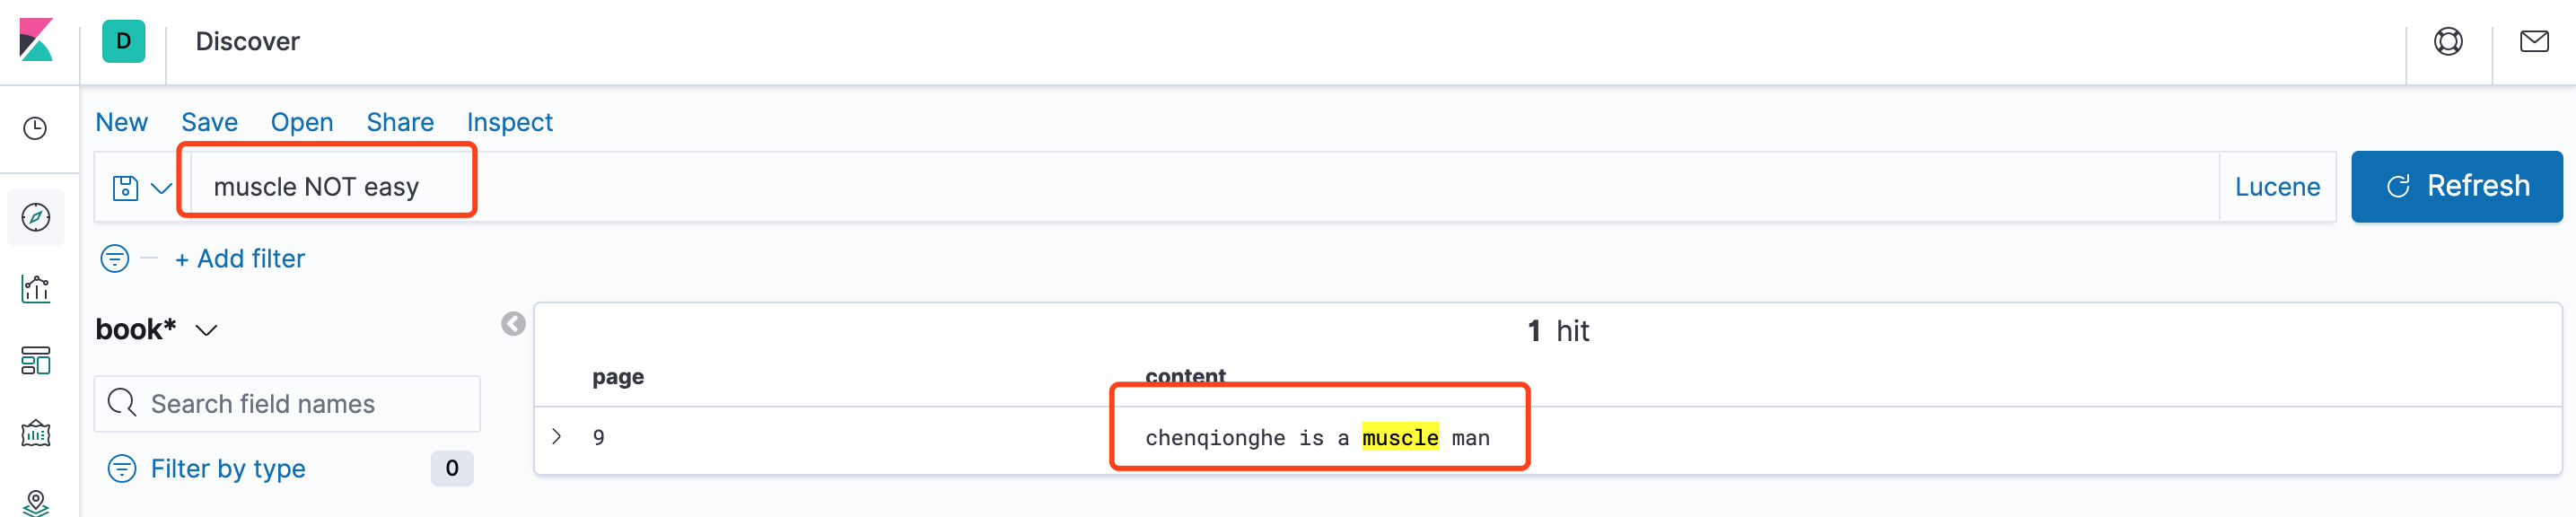 D Discover
New Save Open Share Inspect
muscle NOT easy Lucene Refresh
+ Add filter
book*
1 hit
page content
Search field names
9 chenqionghe is a muscle man
Filter by type 0